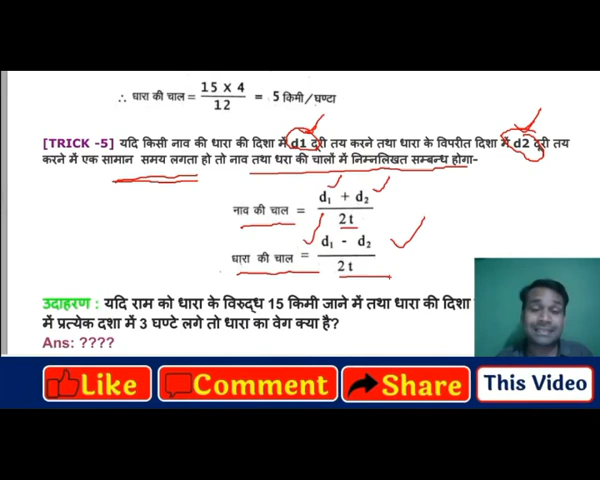 ∴ धारा की चाल = 15 X 4 / 12 = 5 किमी/घण्टा
[TRICK -5] यदि किसी नाव की धारा की दिशा में d1 दूरी तय करने तथा धारा के विपरीत दिशा में d2 दूरी तय
करने में एक सामान समय लगता हो तो नाव तथा धरा की चालों में निम्नलिखत सम्बन्ध होगा-
नाव की चाल = d₁ + d₂ / 2t
धारा की चाल = d₁ - d₂ / 2t
उदाहरण : यदि राम को धारा के विरुद्ध 15 किमी जाने में तथा धारा की दिशा
में प्रत्येक दशा में 3 घण्टे लगे तो धारा का वेग क्या है?
Ans: ????
Like Comment Share This Video